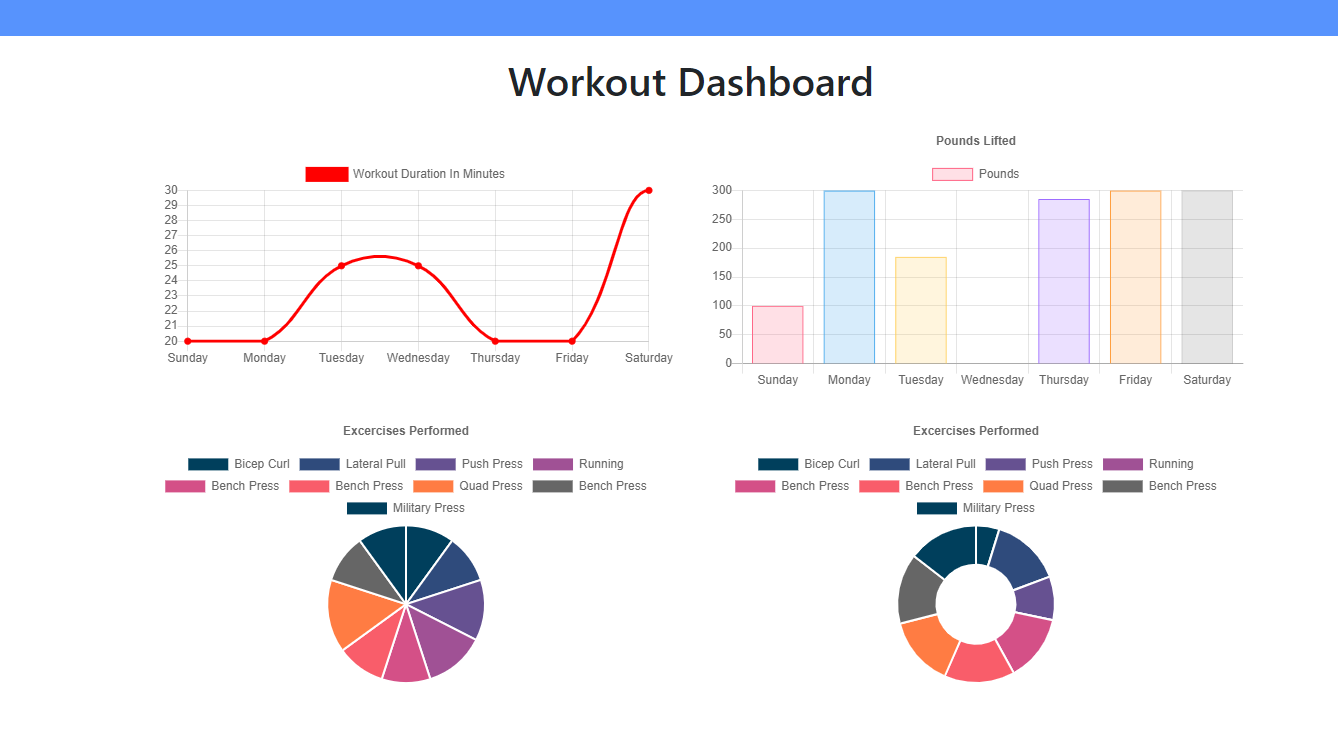 Workout Dashboard
Workout Duration In Minutes
30
29
28
27
26
25
24
23
22
21
20
Sunday Monday Tuesday Wednesday Thursday Friday Saturday
Pounds Lifted
Pounds
300
250
200
150
100
50
0
Sunday Monday Tuesday Wednesday Thursday Friday Saturday
Excercises Performed
Bicep Curl Lateral Pull Push Press Running
Bench Press Bench Press Quad Press Bench Press
Military Press
Excercises Performed
Bicep Curl Lateral Pull Push Press Running
Bench Press Bench Press Quad Press Bench Press
Military Press